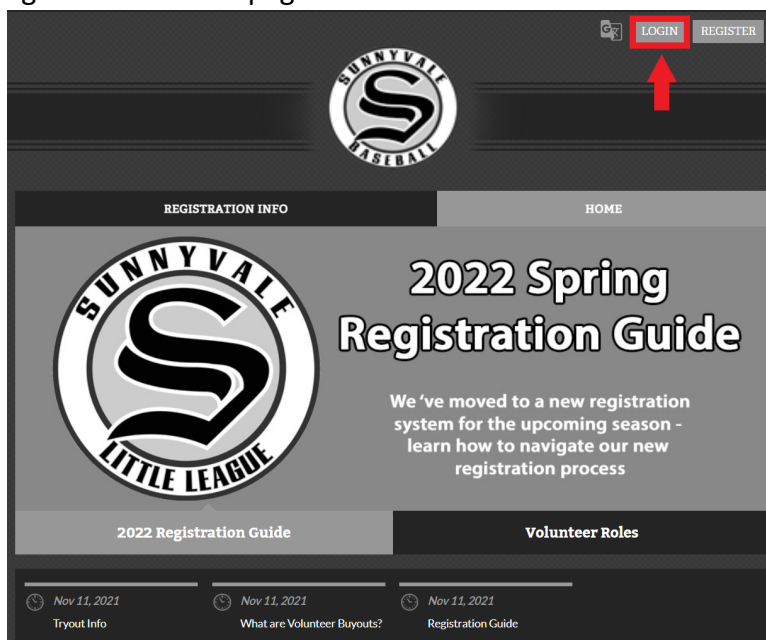 LOGIN REGISTER
SUNNYVALE
S
BASEBALL
REGISTRATION INFO HOME
SUNNYVALE
S
LITTLE LEAGUE
2022 Spring
Registration Guide
We 've moved to a new registration
system for the upcoming season -
learn how to navigate our new
registration process
2022 Registration Guide Volunteer Roles
Nov 11, 2021 Nov 11, 2021 Nov 11, 2021
Tryout Info What are Volunteer Buyouts? Registration Guide